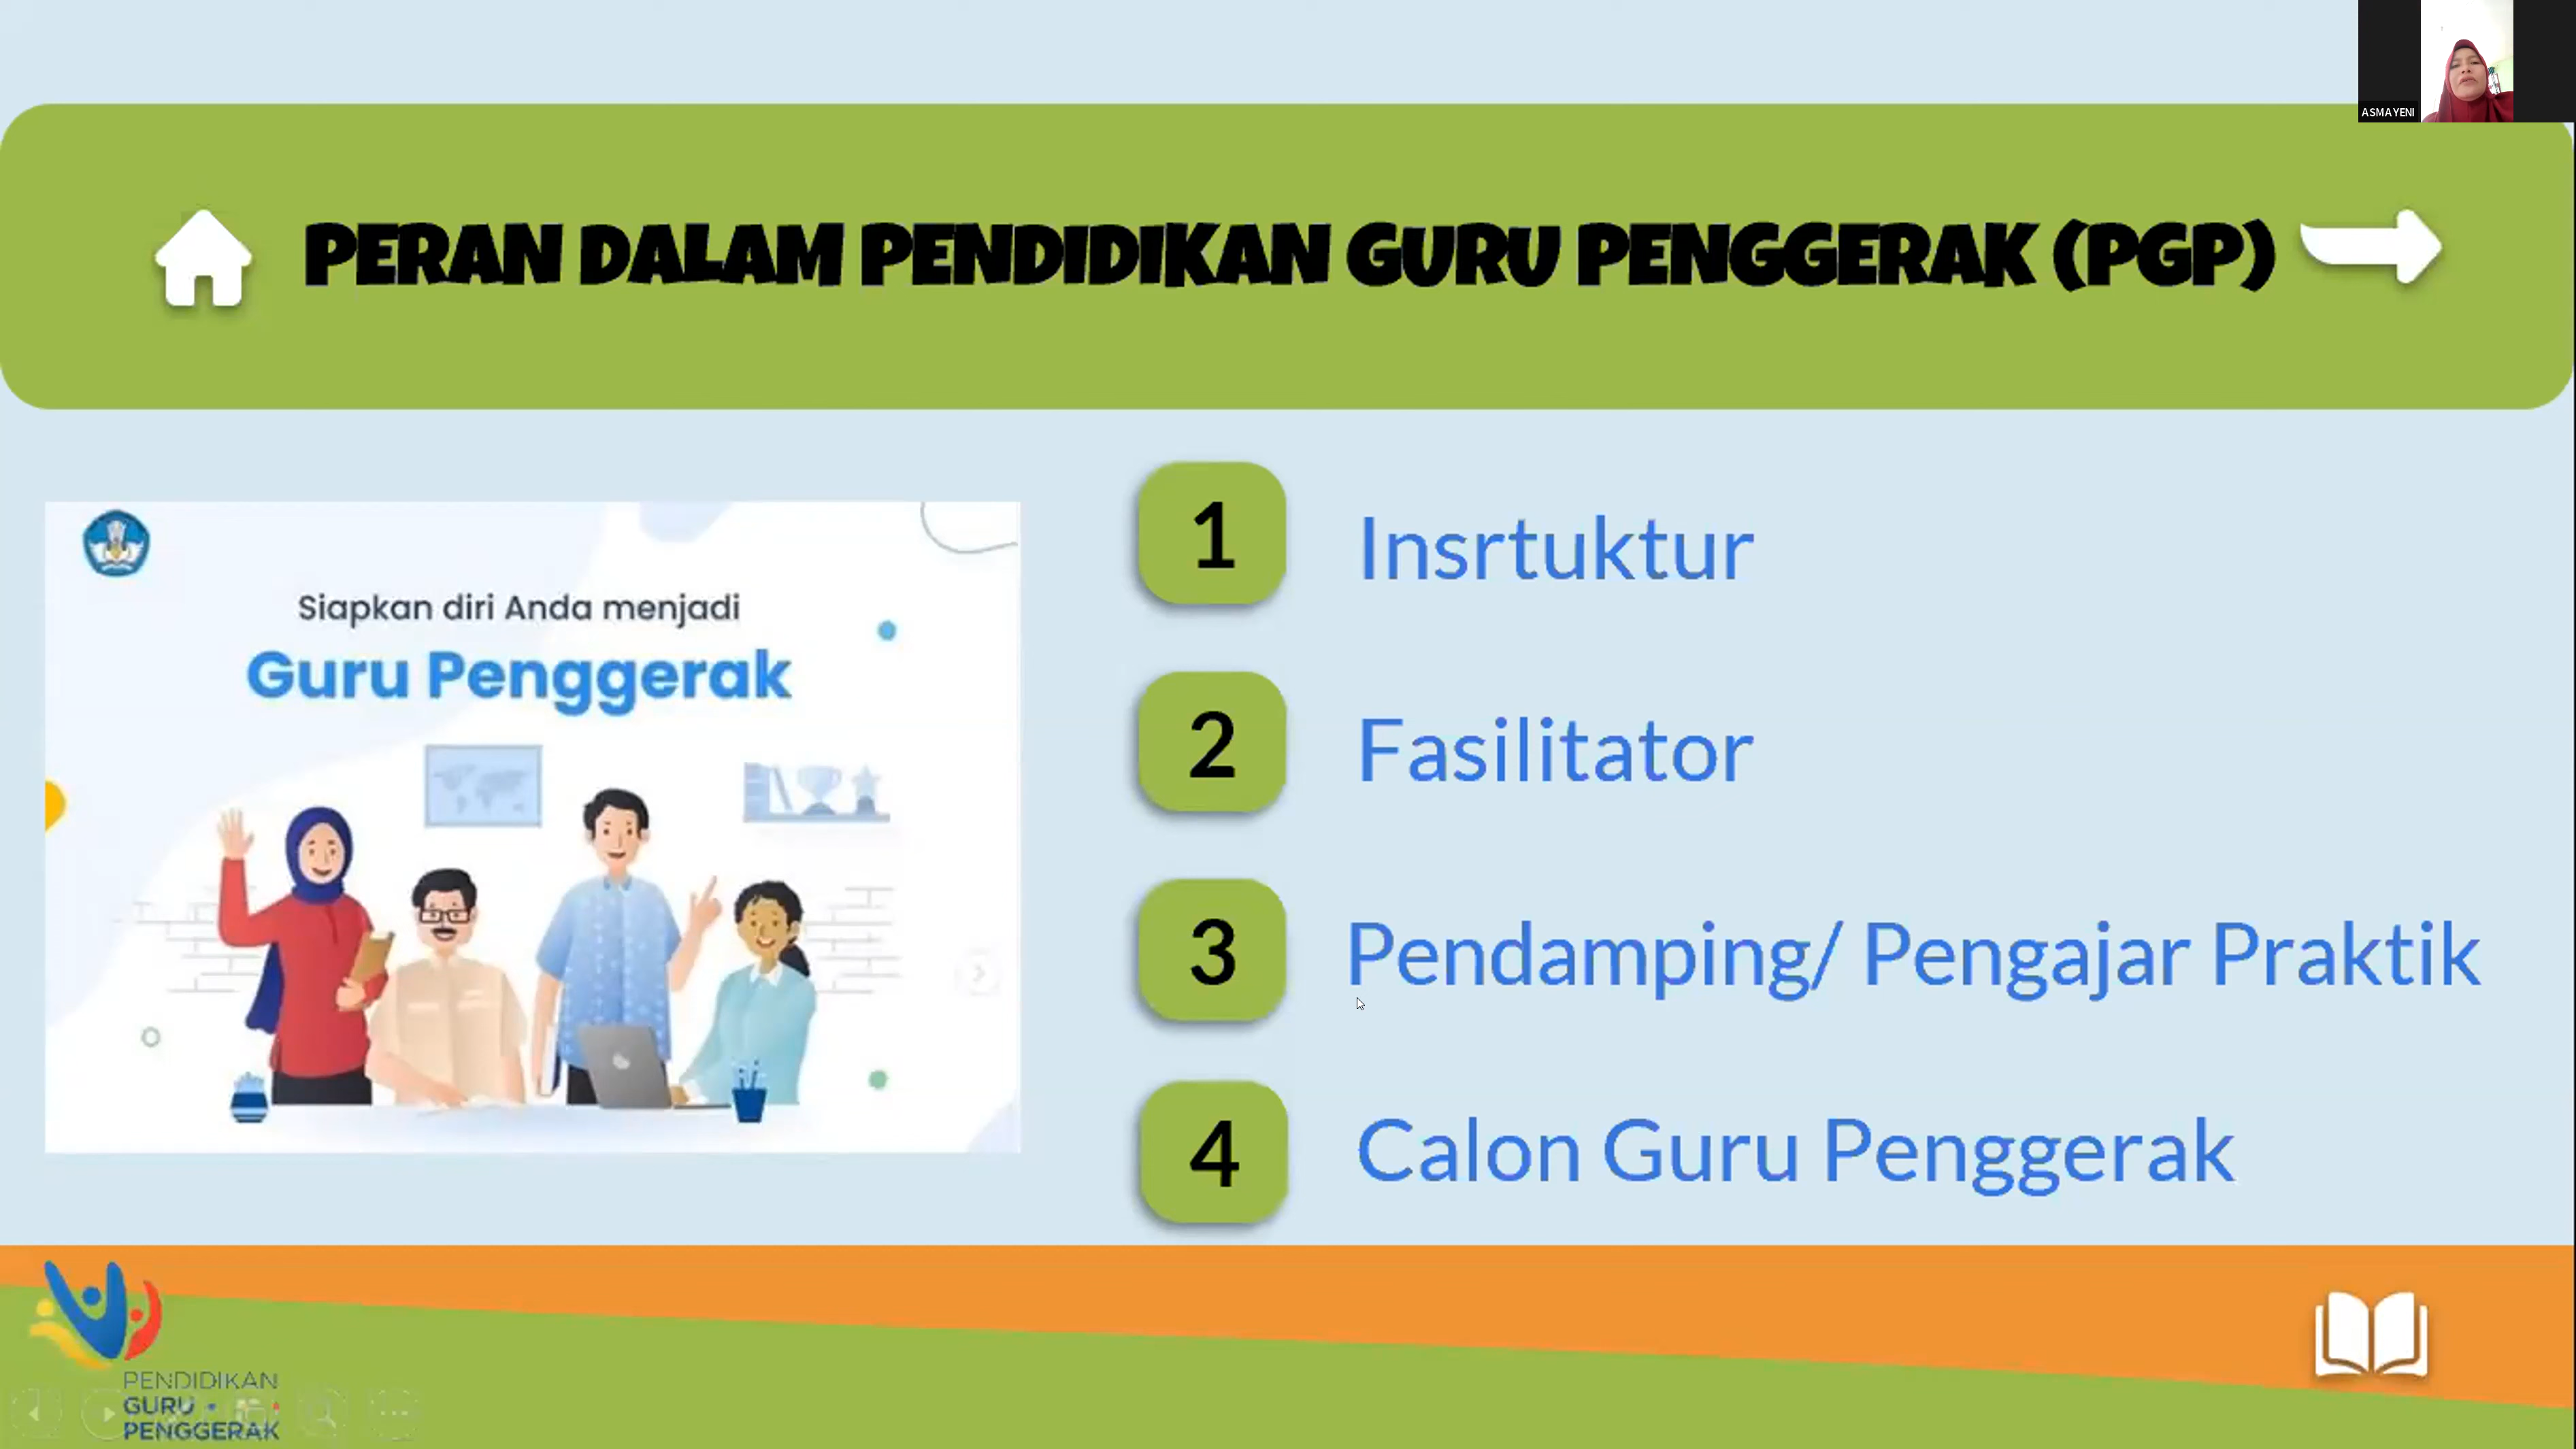 ASMAYENI
PERAN DALAM PENDIDIKAN GURU PENGGERAK (PGP)
Siapkan diri Anda menjadi
Guru Penggerak
1 Insrtuktur
2 Fasilitator
3 Pendamping/ Pengajar Praktik
4 Calon Guru Penggerak
PENDIDIKAN
GURU
PENGGERAK